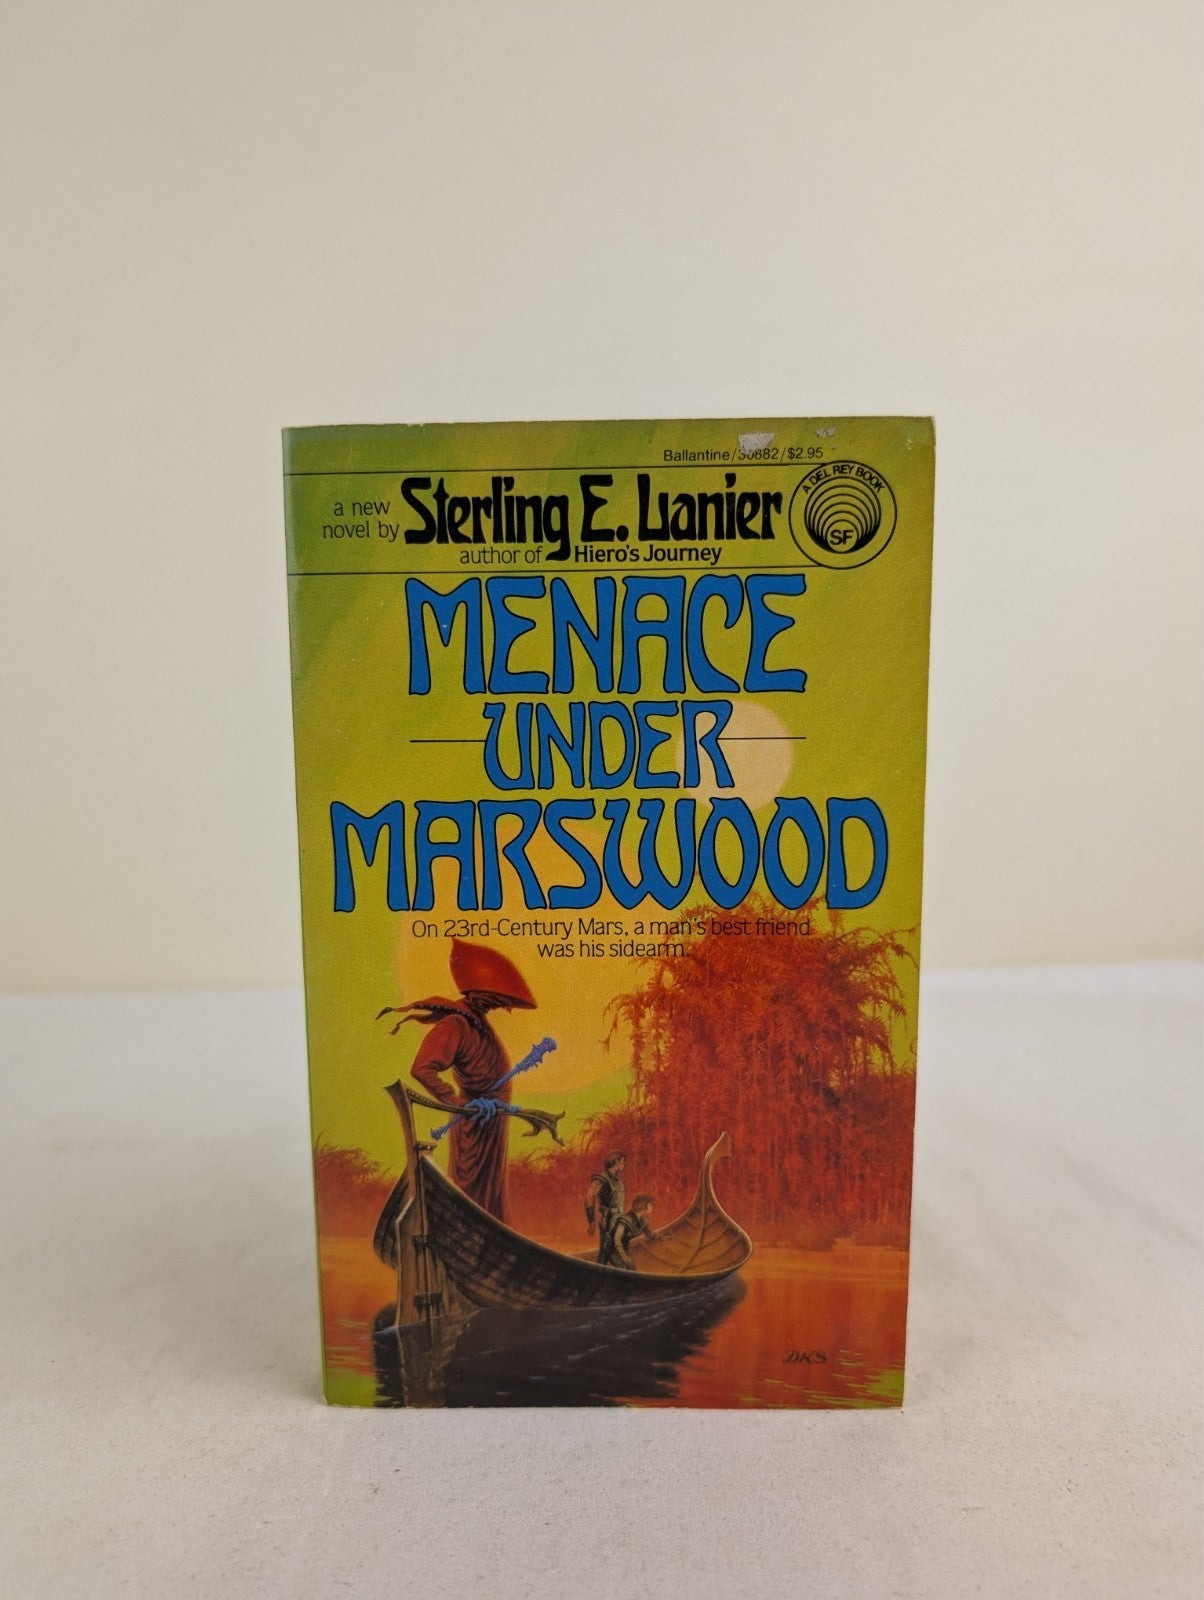 Ballantine/30882/$2.95
a new
novel by
Sterling E. Lanier
author of Hiero's Journey
A DEL REY BOOK
SF
MENACE
UNDER
MARSWOOD
On 23rd-Century Mars, a man's best friend
was his sidearm.
DKS